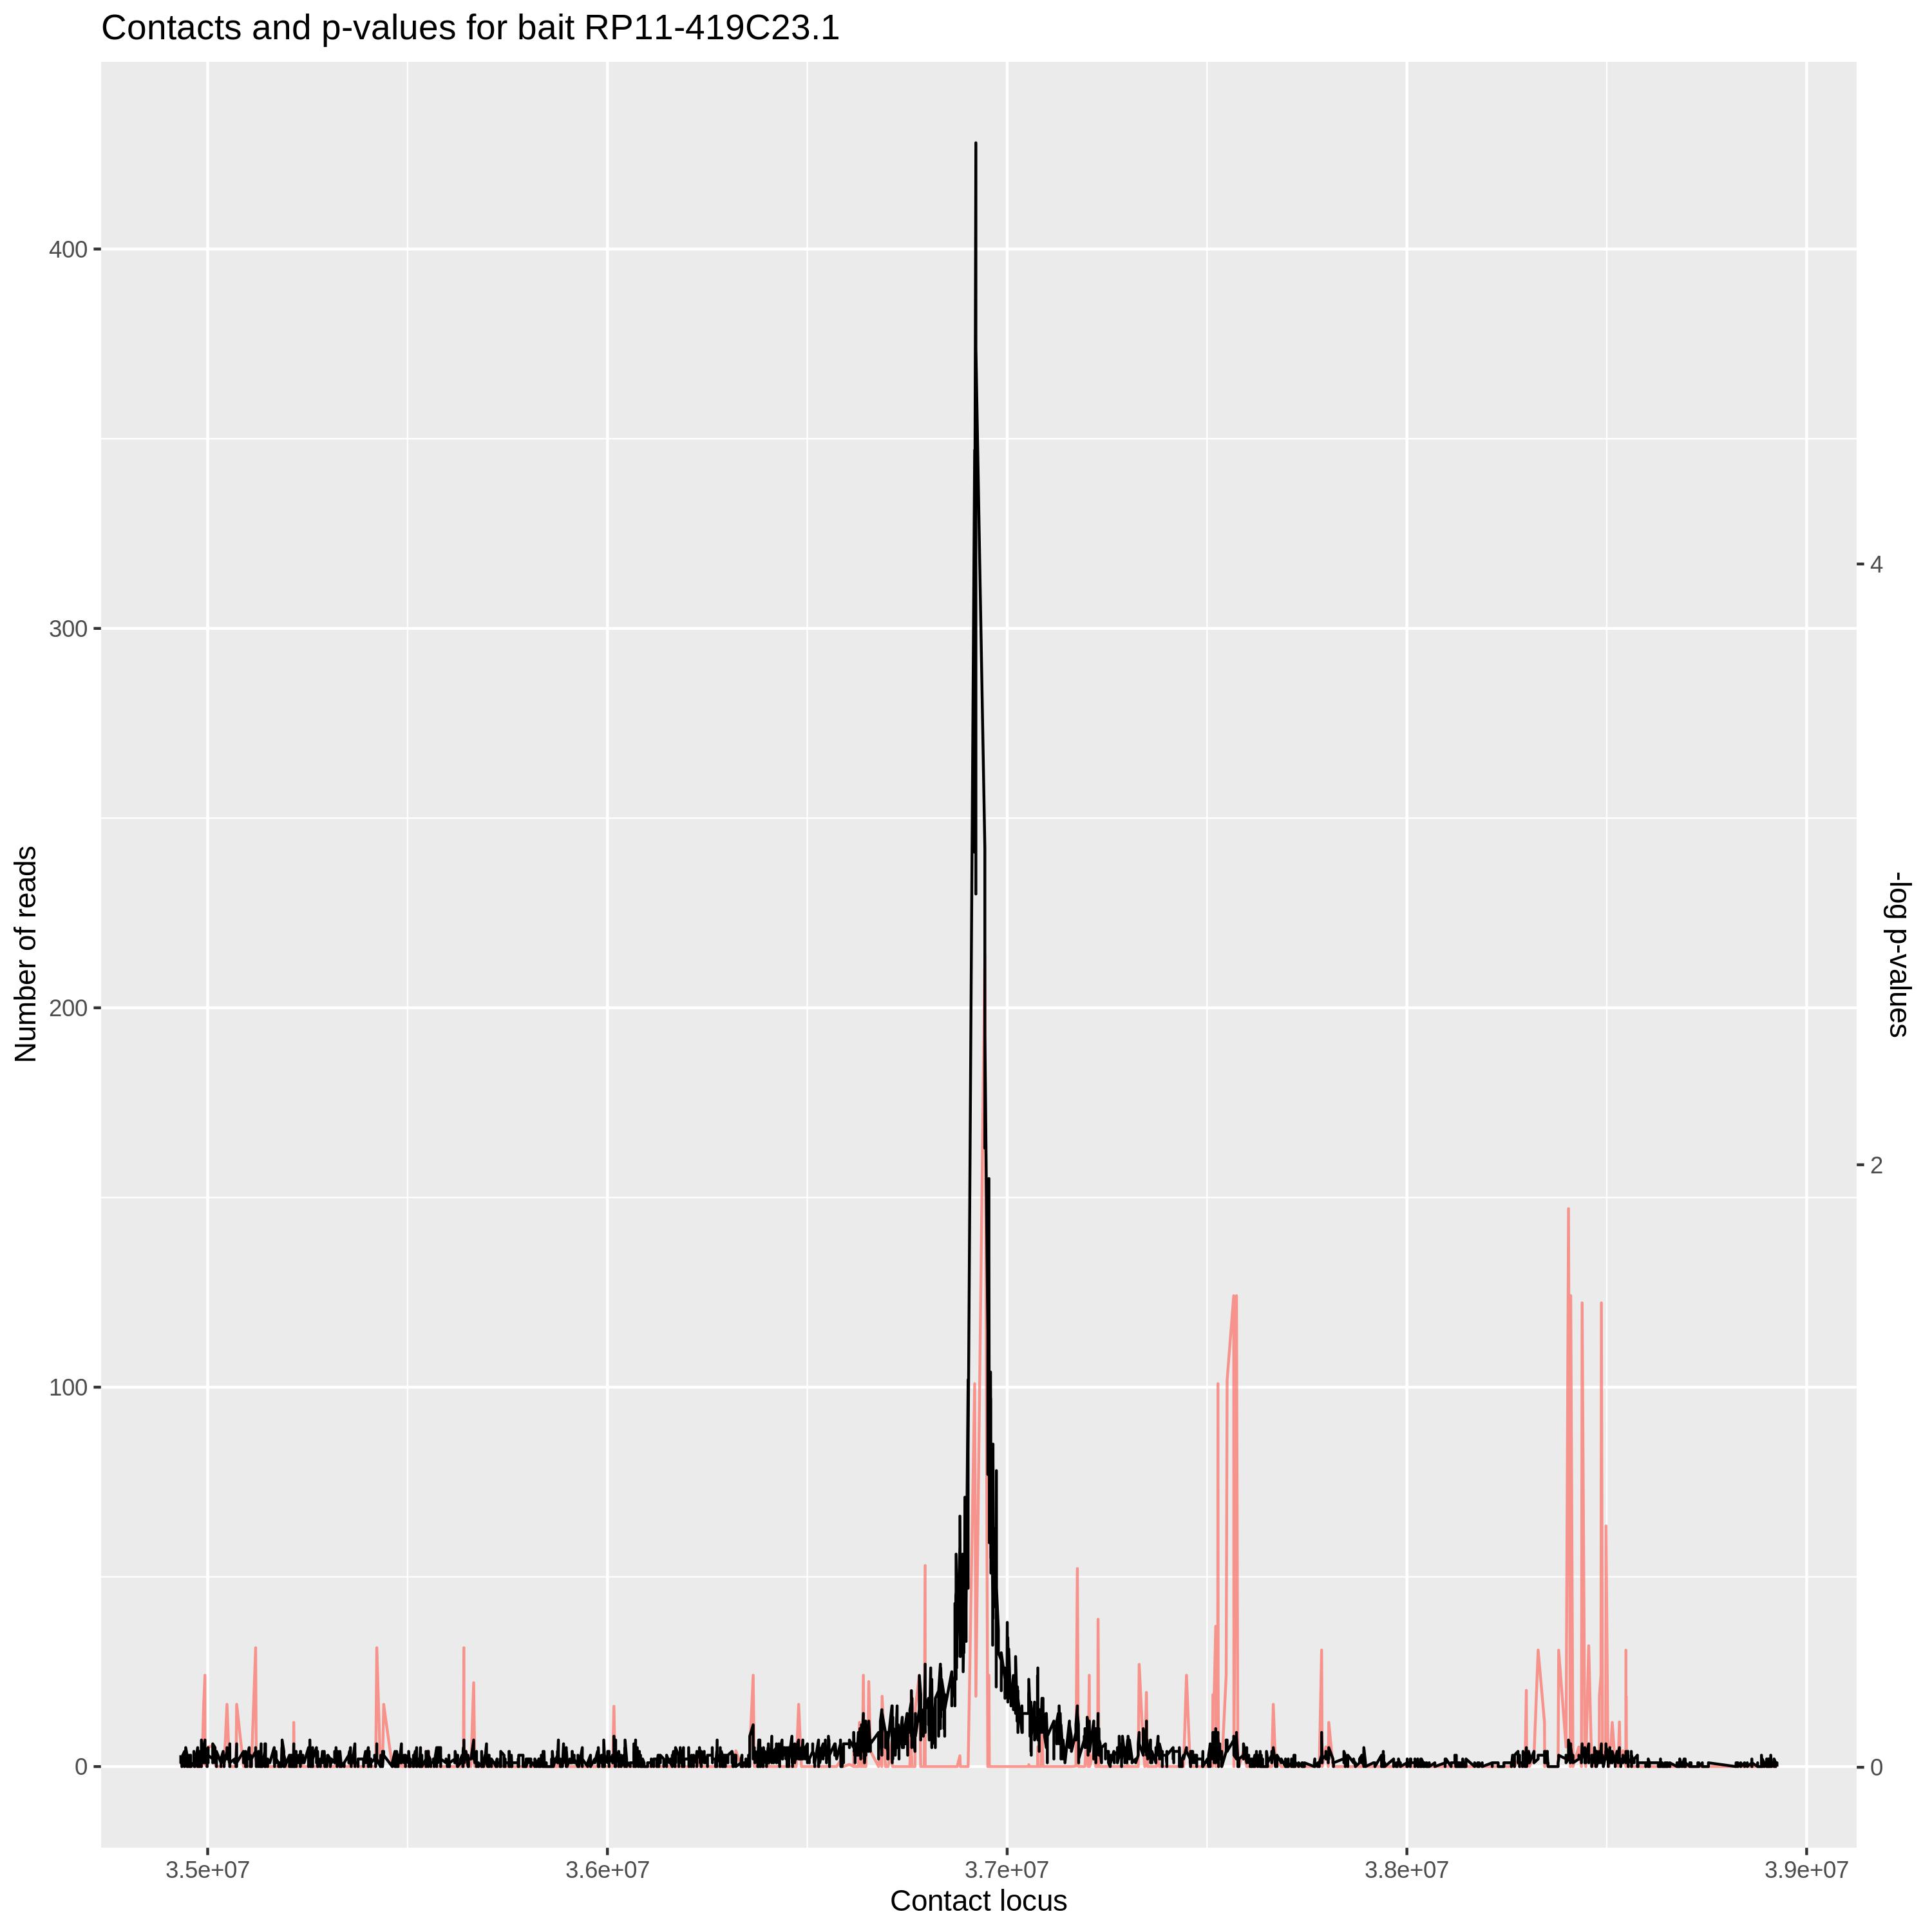 Contacts and p-values for bait RP11-419C23.1
400
300
200
100
0
Number of reads
4
2
0
-log p-values
3.5e+07
3.6e+07
3.7e+07
3.8e+07
3.9e+07
Contact locus